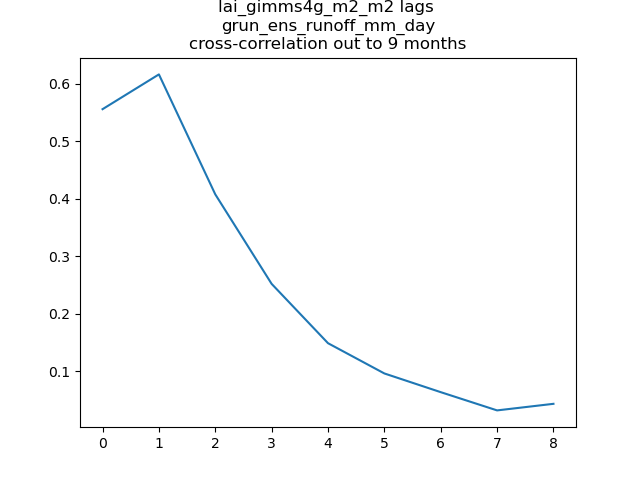 lai_gimms4g_m2_m2 lags
grun_ens_runoff_mm_day
cross-correlation out to 9 months
0.6
0.5
0.4
0.3
0.2
0.1
0 1 2 3 4 5 6 7 8